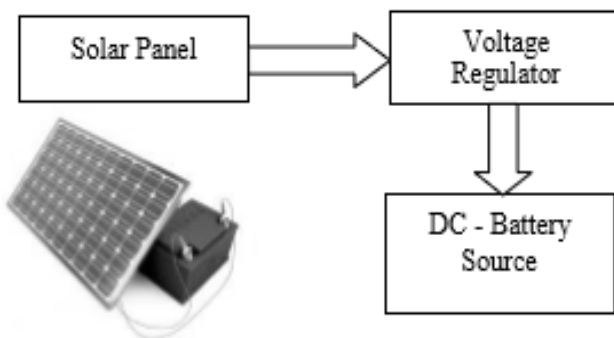 Solar Panel
Voltage
Regulator
DC - Battery
Source